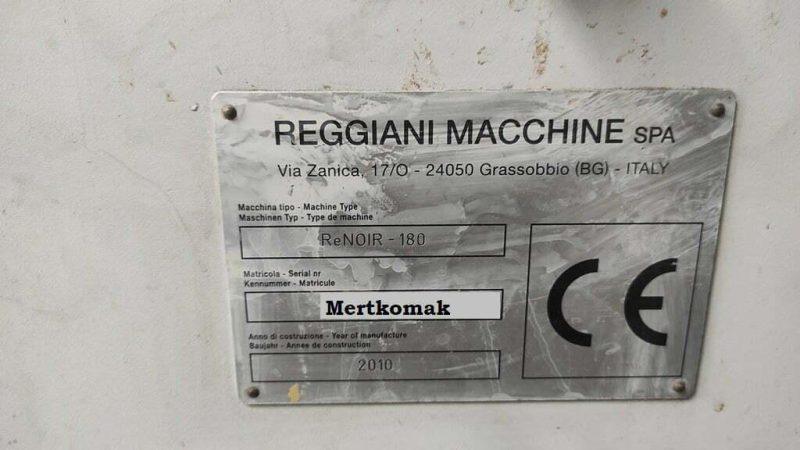 REGGIANI MACCHINE SPA
Via Zanica, 17/O - 24050 Grassobbio (BG) - ITALY
Macchina tipo - Machine Type
Maschinen Typ - Type de machine
ReNOIR - 180
Matricola - Serial nr
Kennummer - Matricule
Mertkomak
Anno di costruzione - Year of manufacture
Baujahr - Annee de construction
2010
CE